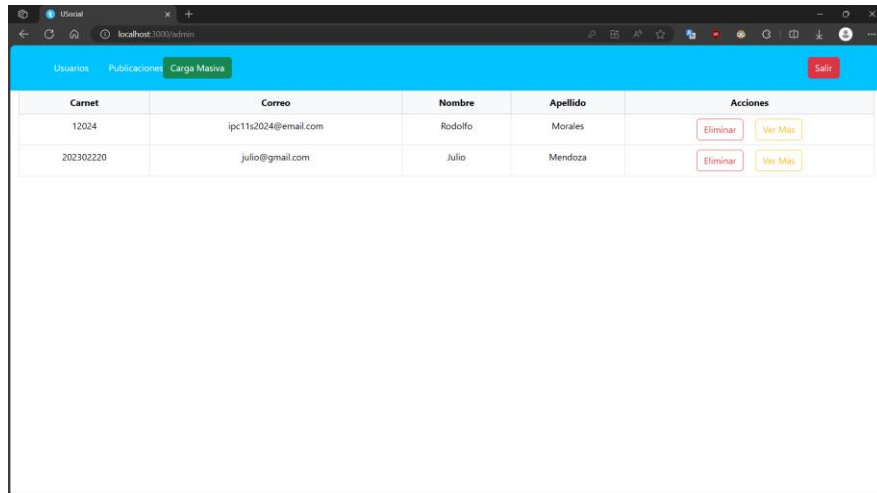 USocial
localhost:3000/admin
Usuarios Publicaciones Carga Masiva Salir
Carnet Correo Nombre Apellido Acciones
12024 ipc11s2024@email.com Rodolfo Morales Eliminar Ver Más
202302220 julio@gmail.com Julio Mendoza Eliminar Ver Más